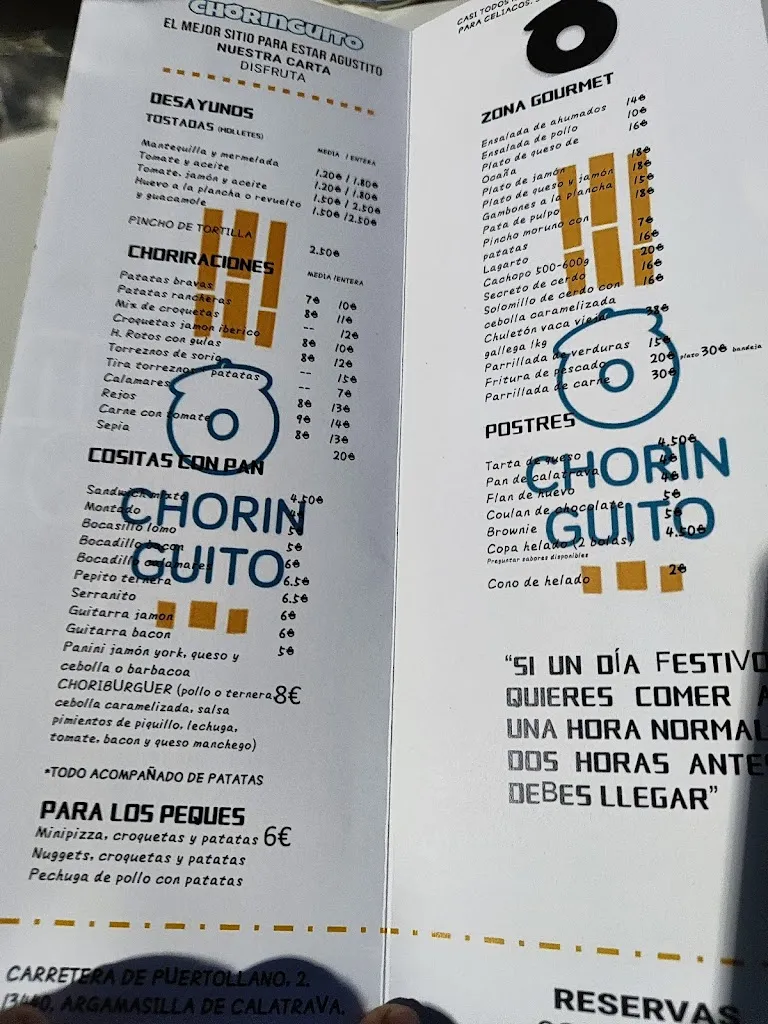 CHORINGUITO
EL MEJOR SITIO PARA ESTAR AGUSTITO
NUESTRA CARTA
DISFRUTA
DESAYUNOS
TOSTADAS (MOLLETES)
MEDIA / ENTERA
Mantequilla y mermelada 1.20€ / 1.80€
Tomate y aceite 1.20€ / 1.80€
Tomate, jamón y aceite 1.50€ / 2.50€
Huevo a la plancha o revuelto 1.50€ / 2.50€
y guacamole
PINCHO DE TORTILLA 2.50€
CHORIRACIONES
MEDIA / ENTERA
Patatas bravas 7€ 10€
Patatas rancheras 8€ 11€
Mix de croquetas -- 12€
Croquetas jamon iberico 8€ 10€
H. Rotos con gulas 8€ 12€
Torreznos de soria -- 15€
Tira torreznos patatas -- 7€
Calamares 8€ 13€
Rejos 9€ 14€
Carne con tomate 8€ 13€
Sepia 20€
COSITAS CON PAN
Sandwich mixto 4.50€
Montado
Bocasillo lomo 5€
Bocadillo bacon 5€
Bocadillo calamares 6€
Pepito ternera 6.5€
Serranito 6.5€
Guitarra jamon 6€
Guitarra bacon 6€
Panini jamón york, queso y 5€
cebolla o barbacoa
CHORIBURGUER (pollo o ternera 8€
cebolla caramelizada, salsa
pimientos de piquillo, lechuga,
tomate, bacon y queso manchego)
*TODO ACOMPAÑADO DE PATATAS
PARA LOS PEQUES
Minipizza, croquetas y patatas 6€
Nuggets, croquetas y patatas
Pechuga de pollo con patatas
CARRETERA DE PUERTOLLANO, 2.
13440, ARGAMASILLA DE CALATRAVA.
CHORIN
GUITO
CASI TODOS
PARA CELÍACOS.
ZONA GOURMET
Ensalada de ahumados 14€
Ensalada de pollo 10€
Plato de queso de 16€
Ocaña
Plato de jamón 18€
Plato de queso y jamón 18€
Gambones a la plancha 15€
Pata de pulpo 18€
Pincho moruno con 7€
patatas
Lagarto 16€
Cachopo 500-600g 20€
Secreto de cerdo 16€
Solomillo de cerdo con 16€
cebolla caramelizada
Chuletón vaca vieja 38€
gallega 1kg
Parrillada de verduras 15€
Fritura de pescado 20€ plato 30€ bandeja
Parrillada de carne 30€
POSTRES
Tarta de queso 4.50€
Pan de calatrava 4€
Flan de huevo 4€
Coulan de chocolate 5€
Brownie 5€
Copa helado (2 bolas) 4.50€
Preguntar sabores disponibles
Cono de helado 2€
CHORIN
GUITO
"SI UN DÍA FESTIVO
QUIERES COMER A
UNA HORA NORMAL
DOS HORAS ANTES
DEBES LLEGAR"
RESERVAS